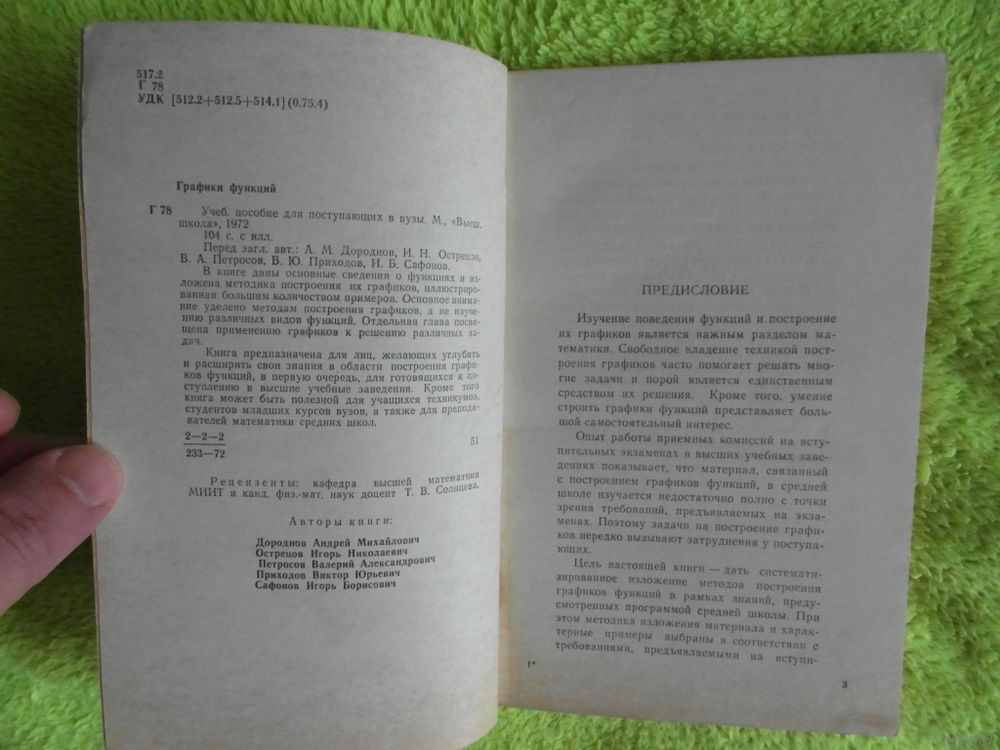 517.2
Г 78
УДК [512.2+512.5+514.1] (0.75.4)
Графики функций
Г 78 Учеб. пособие для поступающих в вузы. М., «Высш.
школа», 1972
104 с. с илл.
Перед загл. авт.: А. М. Дороднов, И. Н. Острецов,
В. А. Петросов, В. Ю. Приходов, И. Б. Сафонов.
В книге даны основные сведения о функциях и из-
ложена методика построения их графиков, иллюстриро-
ванная большим количеством примеров. Основное внима-
ние уделено методам построения графиков, а не изуче-
нию различных видов функций. Отдельная глава посвя-
щена применению графиков к решению различных за-
дач.
Книга предназначена для лиц, желающих углубить
и расширить свои знания в области построения графи-
ков функций, в первую очередь, для готовящихся к по-
ступлению в высшие учебные заведения. Кроме того
книга может быть полезной для учащихся техникумов,
студентов младших курсов вузов, а также для препода-
вателей математики средних школ.
2—2—2
233—72
51
Рецензенты: кафедра высшей математики
МИИТ и канд. физ.-мат. наук доцент Т. В. Солнцева.
Авторы книги:
Дороднов Андрей Михайлович
Острецов Игорь Николаевич
Петросов Валерий Александрович
Приходов Виктор Юрьевич
Сафонов Игорь Борисович
ПРЕДИСЛОВИЕ
Изучение поведения функций и построение
их графиков является важным разделом ма-
тематики. Свободное владение техникой пост-
роения графиков часто помогает решать мно-
гие задачи и порой является единственным
средством их решения. Кроме того, умение
строить графики функций представляет боль-
шой самостоятельный интерес.
Опыт работы приемных комиссий на всту-
пительных экзаменах в высших учебных заве-
дениях показывает, что материал, связанный
с построением графиков функций, в средней
школе изучается недостаточно полно с точки
зрения требований, предъявляемых на экза-
менах. Поэтому задачи на построение графи-
ков нередко вызывают затруднения у поступа-
ющих.
Цель настоящей книги — дать системати-
зированное изложение методов построения
графиков функций в рамках знаний, преду-
смотренных программой средней школы. При
этом методика изложения материала и харак-
терные примеры выбраны в соответствии с
требованиями, предъявляемыми на вступи-
1*
3